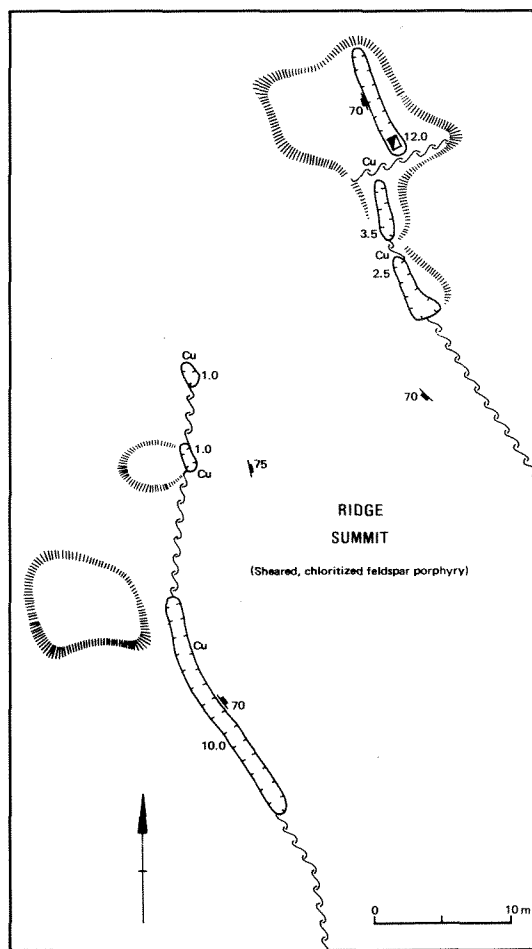 70
12.0
Cu
3.5
Cu
2.5
Cu
1.0
70
1.0
Cu
75
RIDGE
SUMMIT
(Sheared, chloritized feldspar porphyry)
Cu
70
10.0
0 10 m